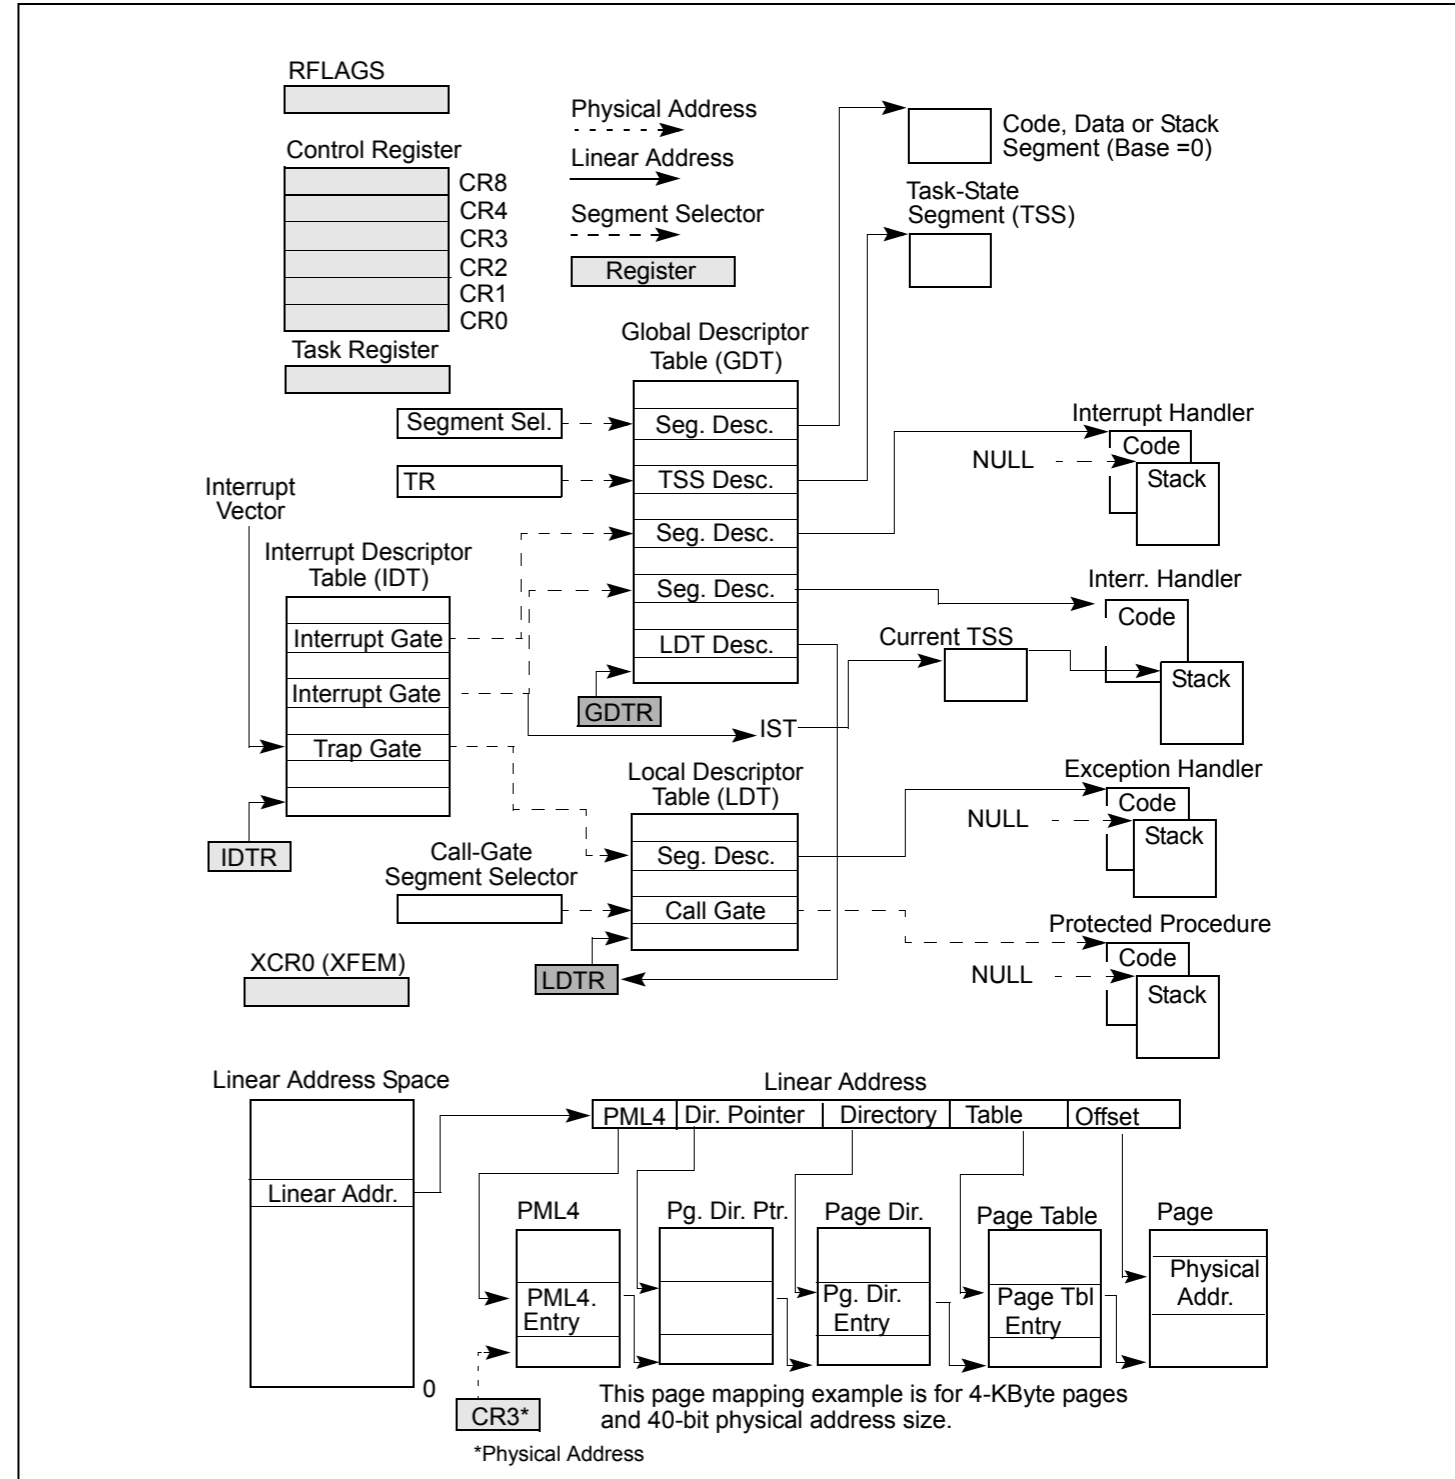 RFLAGS
Control Register
CR8
CR4
CR3
CR2
CR1
CR0
Task Register
Physical Address
Linear Address
Segment Selector
Register
Code, Data or Stack
Segment (Base =0)
Task-State
Segment (TSS)
Global Descriptor
Table (GDT)
Segment Sel.
Seg. Desc.
TR
TSS Desc.
Seg. Desc.
Seg. Desc.
LDT Desc.
GDTR
Interrupt Handler
Code
NULL
Stack
Interrupt
Vector
Interrupt Descriptor
Table (IDT)
Interrupt Gate
Interrupt Gate
Trap Gate
IDTR
Interr. Handler
Code
Current TSS
Stack
IST
Local Descriptor
Table (LDT)
Seg. Desc.
Call Gate
LDTR
Call-Gate
Segment Selector
Exception Handler
Code
NULL
Stack
Protected Procedure
Code
NULL
Stack
XCR0 (XFEM)
Linear Address Space
Linear Addr.
0
Linear Address
PML4 Dir. Pointer Directory Table Offset
PML4
PML4.
Entry
Pg. Dir. Ptr.
Page Dir.
Pg. Dir.
Entry
Page Table
Page Tbl
Entry
Page
Physical
Addr.
CR3*
This page mapping example is for 4-KByte pages
and 40-bit physical address size.
*Physical Address